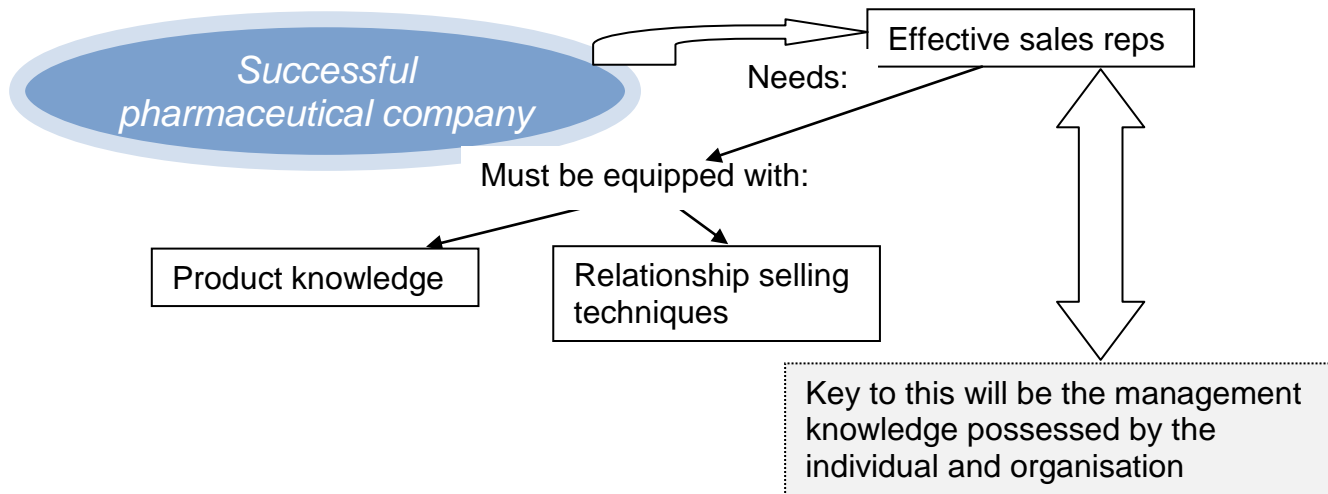 Successful
pharmaceutical company
Effective sales reps
Needs:
Must be equipped with:
Product knowledge
Relationship selling
techniques
Key to this will be the management
knowledge possessed by the
individual and organisation